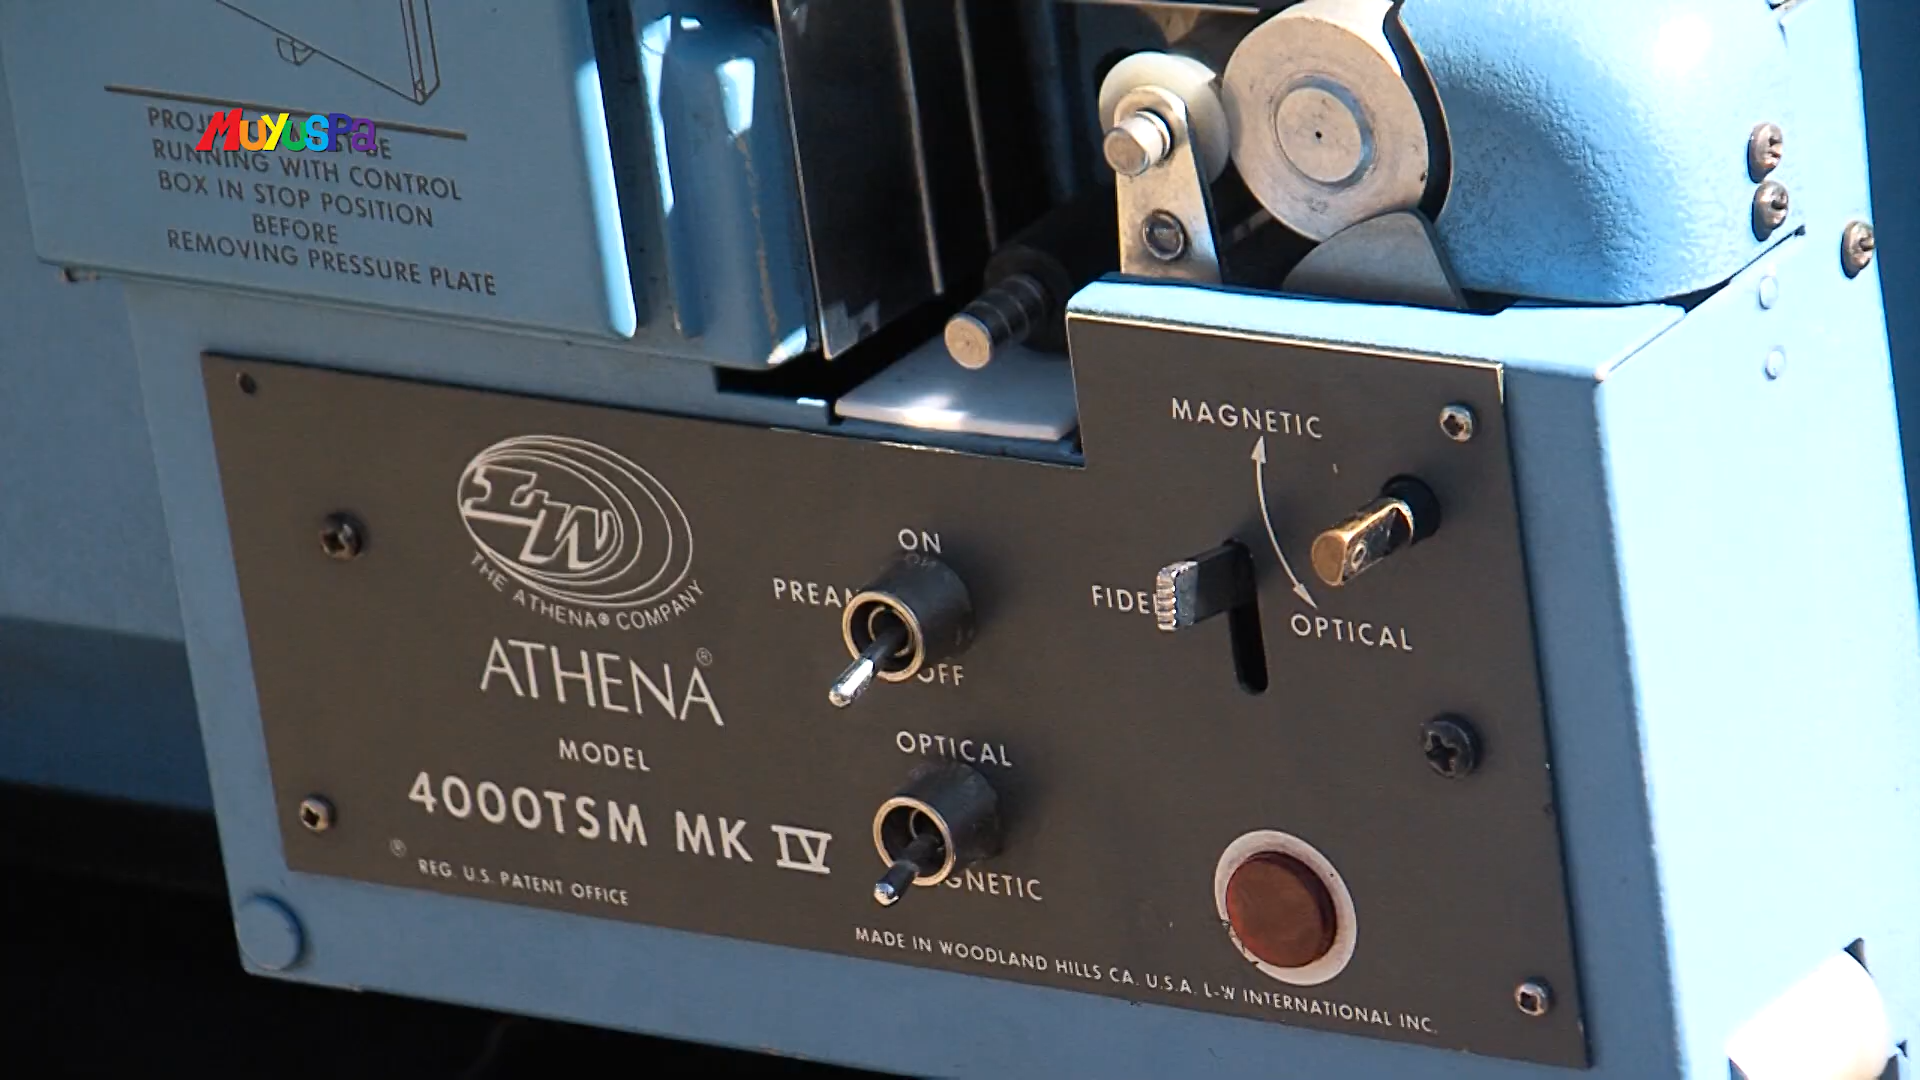 MUYUSPa
RUNNING WITH CONTROL
BOX IN STOP POSITION
BEFORE
REMOVING PRESSURE PLATE
LW
THE ATHENA® COMPANY
ATHENA®
MODEL
4000TSM MK IV
® REG. U.S. PATENT OFFICE
ON
OFF
OPTICAL
MAGNETIC
OPTICAL
MADE IN WOODLAND HILLS CA. U.S.A. L-W INTERNATIONAL INC.